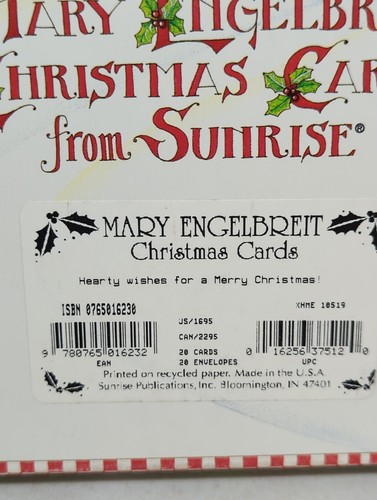 MARY ENGELBRE
CHRISTMAS CAR
from SUNRISE®
MARY ENGELBREIT
Christmas Cards
Hearty wishes for a Merry Christmas!
ISBN 0765016230
XHME 10519
US/1695
CAN/2295
20 CARDS
20 ENVELOPES
9 780765 016232
EAN
0 16256 37512 0
UPC
Printed on recycled paper. Made in the U.S.A.
Sunrise Publications, Inc. Bloomington, IN 47401